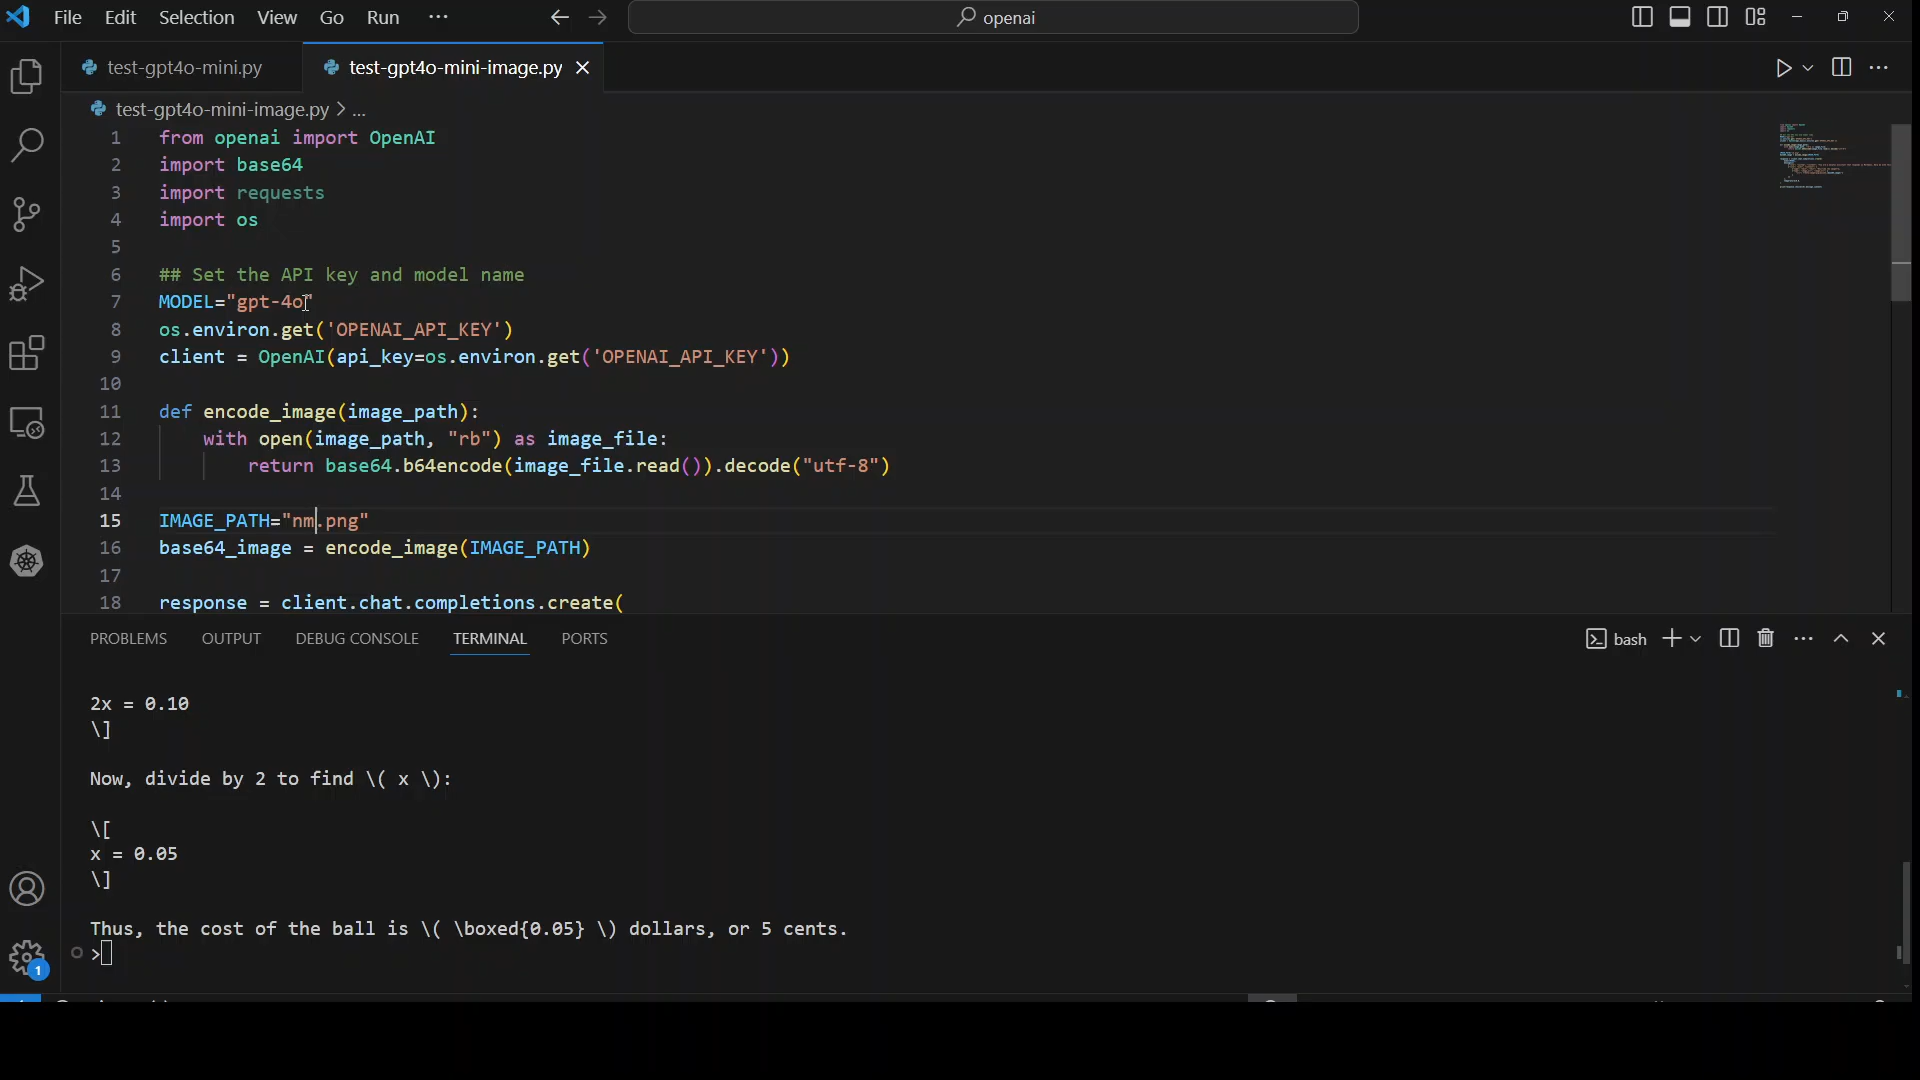 File Edit Selection View Go Run ··· openai
test-gpt4o-mini.py test-gpt4o-mini-image.py
test-gpt4o-mini-image.py > ...
1 from openai import OpenAI
2 import base64
3 import requests
4 import os
5
6 ## Set the API key and model name
7 MODEL="gpt-4o"
8 os.environ.get('OPENAI_API_KEY')
9 client = OpenAI(api_key=os.environ.get('OPENAI_API_KEY'))
10
11 def encode_image(image_path):
12 with open(image_path, "rb") as image_file:
13 return base64.b64encode(image_file.read()).decode("utf-8")
14
15 IMAGE_PATH="nm.png"
16 base64_image = encode_image(IMAGE_PATH)
17
18 response = client.chat.completions.create(
PROBLEMS OUTPUT DEBUG CONSOLE TERMINAL PORTS bash
2x = 0.10
\]
Now, divide by 2 to find \( x \):
\[
x = 0.05
\]
Thus, the cost of the ball is \( \boxed{0.05} \) dollars, or 5 cents.
>
1